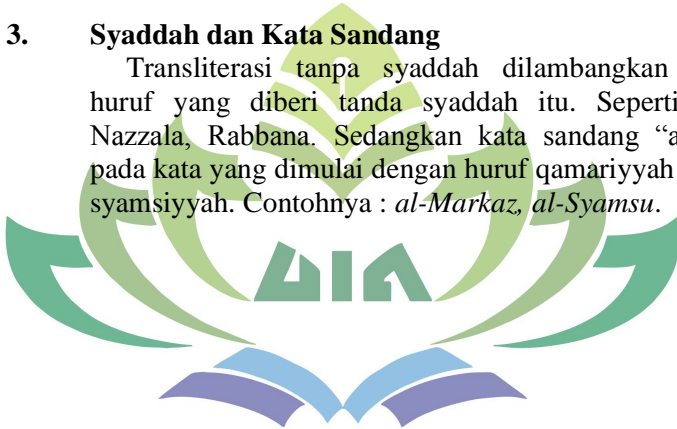 3. Syaddah dan Kata Sandang
Transliterasi tanpa syaddah dilambangkan
huruf yang diberi tanda syaddah itu. Seperti
Nazzala, Rabbana. Sedangkan kata sandang “a
pada kata yang dimulai dengan huruf qamariyyah
syamsiyyah. Contohnya : al-Markaz, al-Syamsu.
UIN